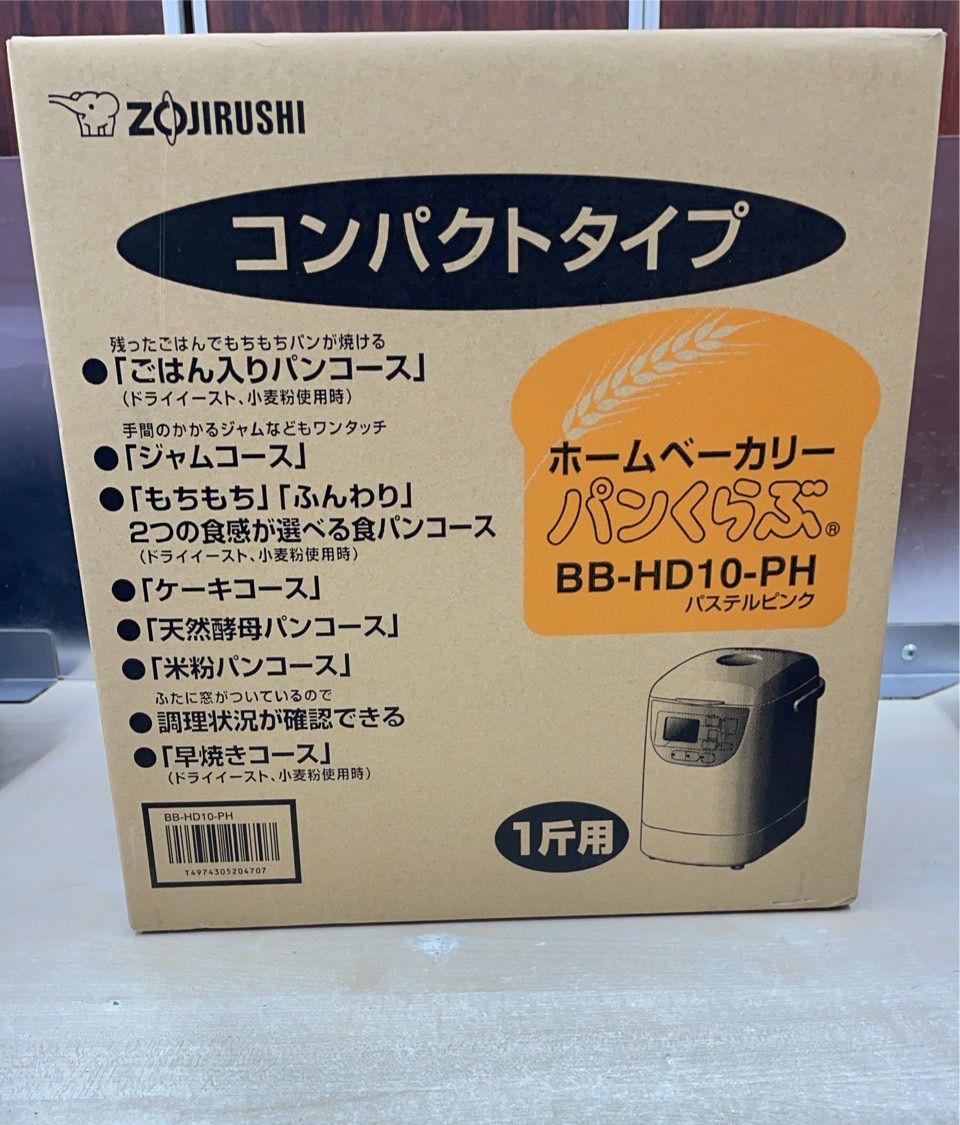 ZOJIRUSHI
コンパクトタイプ
残ったごはんでもちもちパンが焼ける
●「ごはん入りパンコース」
(ドライイースト、小麦粉使用時)
手間のかかるジャムなどもワンタッチ
●「ジャムコース」
●「もちもち」「ふんわり」
2つの食感が選べる食パンコース
(ドライイースト、小麦粉使用時)
●「ケーキコース」
●「天然酵母パンコース」
●「米粉パンコース」
ふたに窓がついているので
●調理状況が確認できる
●「早焼きコース」
(ドライイースト、小麦粉使用時)
ホームベーカリー
パンくらぶ®
BB-HD10-PH
パステルピンク
1斤用
BB-HD10-PH
T4974305204707